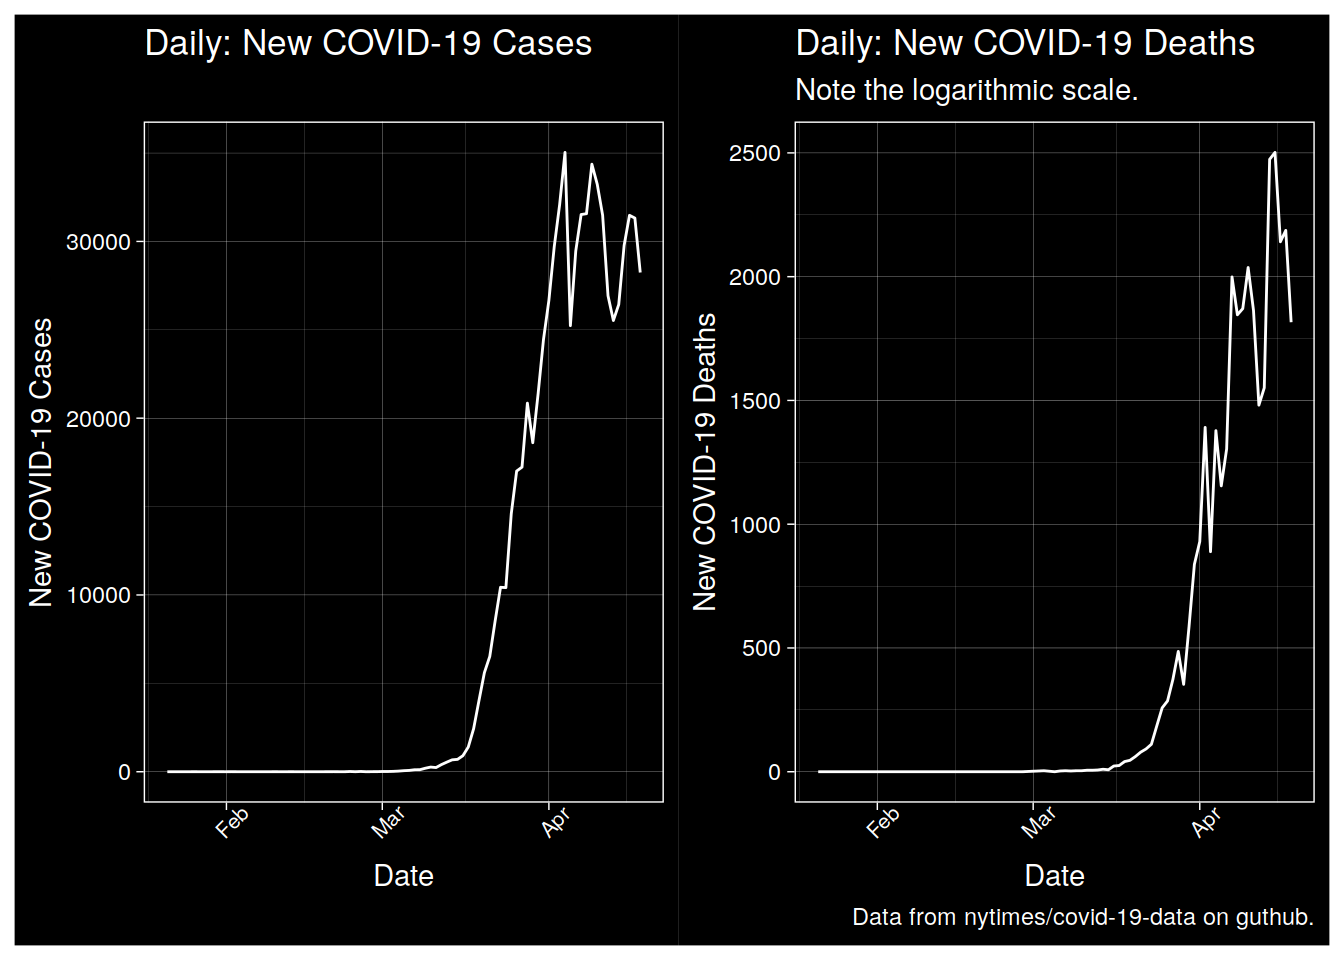 Daily: New COVID-19 Cases
New COVID-19 Cases
30000
20000
10000
0
Feb
Mar
Apr
Date
Daily: New COVID-19 Deaths
Note the logarithmic scale.
New COVID-19 Deaths
2500
2000
1500
1000
500
0
Feb
Mar
Apr
Date
Data from nytimes/covid-19-data on guthub.